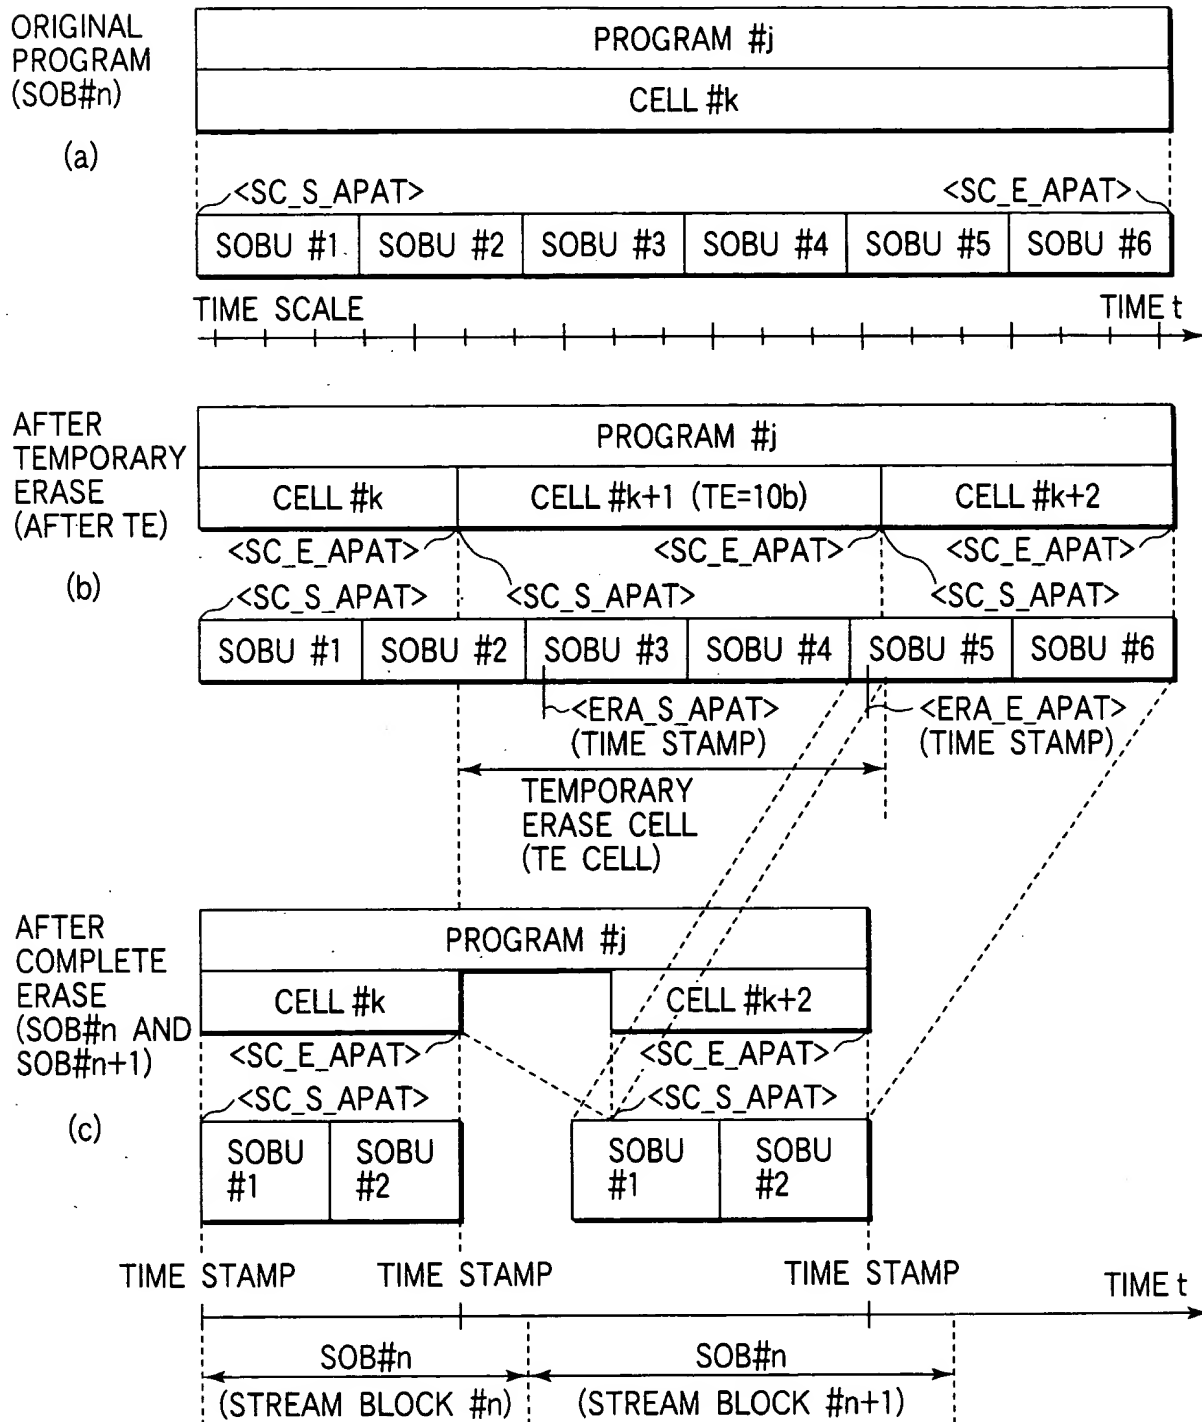 ORIGINAL
PROGRAM
(SOB#n)
(a)
PROGRAM #j
CELL #k
<SC_S_APAT>
<SC_E_APAT>
SOBU #1 SOBU #2 SOBU #3 SOBU #4 SOBU #5 SOBU #6
TIME SCALE
TIME t
AFTER
TEMPORARY
ERASE
(AFTER TE)
(b)
PROGRAM #j
CELL #k CELL #k+1 (TE=10b) CELL #k+2
<SC_E_APAT> <SC_E_APAT> <SC_E_APAT>
<SC_S_APAT> <SC_S_APAT> <SC_S_APAT>
SOBU #1 SOBU #2 SOBU #3 SOBU #4 SOBU #5 SOBU #6
<ERA_S_APAT>
(TIME STAMP)
<ERA_E_APAT>
(TIME STAMP)
TEMPORARY
ERASE CELL
(TE CELL)
AFTER
COMPLETE
ERASE
(SOB#n AND
SOB#n+1)
(c)
PROGRAM #j
CELL #k CELL #k+2
<SC_E_APAT> <SC_E_APAT>
<SC_S_APAT> <SC_S_APAT>
SOBU
#1
SOBU
#2
SOBU
#1
SOBU
#2
TIME STAMP TIME STAMP TIME STAMP TIME t
SOB#n
(STREAM BLOCK #n)
SOB#n
(STREAM BLOCK #n+1)